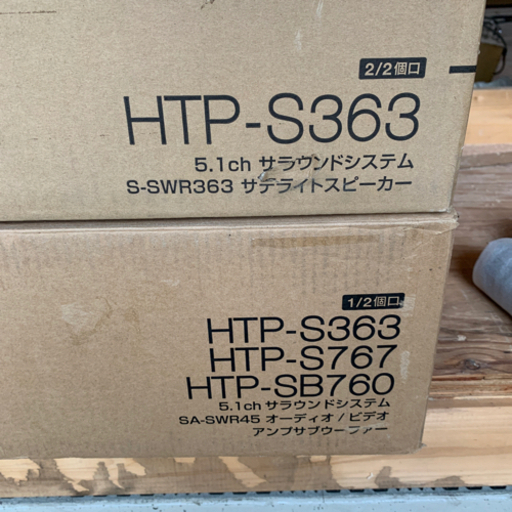 2/2個口
HTP-S363
5.1ch サラウンドシステム
S-SWR363 サテライトスピーカー
1/2個口
HTP-S363
HTP-S767
HTP-SB760
5.1ch サラウンドシステム
SA-SWR45 オーディオ / ビデオ
アンプサブウーファー